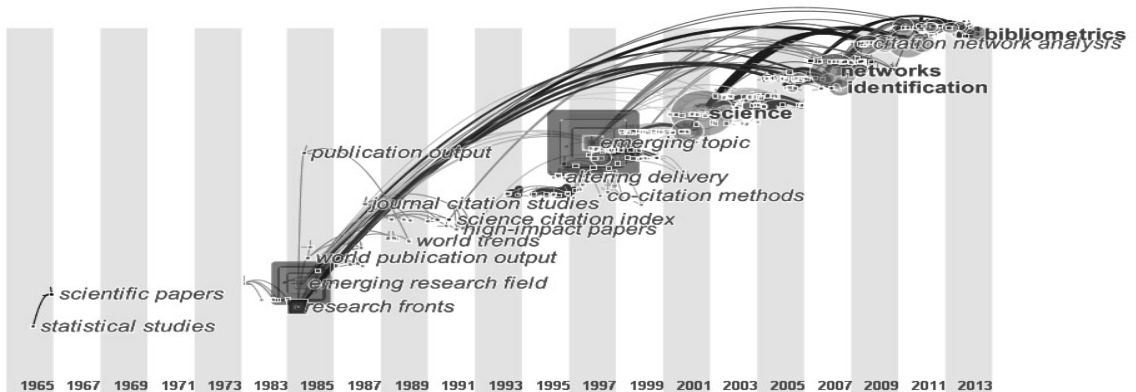 bibliometrics
citation network analysis
networks
identification
science
emerging topic
publication output
altering delivery
co-citation methods
journal citation studies
science citation index
high-impact papers
world trends
world publication output
emerging research field
scientific papers
research fronts
statistical studies
1965 1967 1969 1971 1973 1983 1985 1987 1989 1991 1993 1995 1997 1999 2001 2003 2005 2007 2009 2011 2013